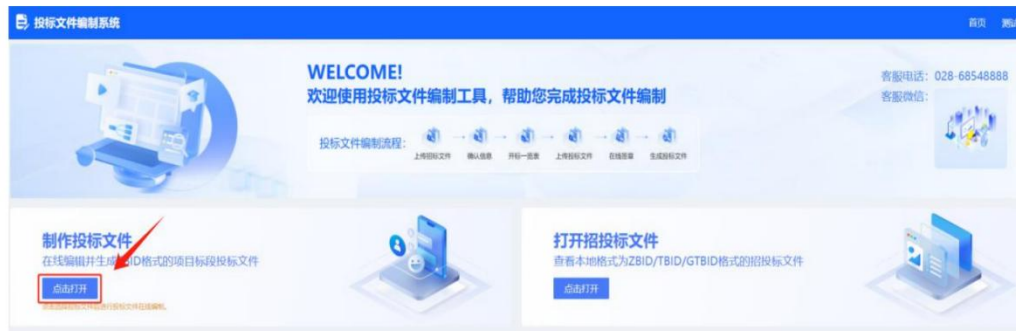 投标文件编制系统
首页 测试
WELCOME!
欢迎使用投标文件编制工具，帮助您完成投标文件编制
客服电话：028-68548888
客服微信：
投标文件编制流程：
上传招标文件 确认信息 开标一览表 上传投标文件 在线签章 生成投标文件
制作投标文件
在线编辑并生成 BID格式的项目标段投标文件
点击打开
打开招投标文件
查看本地格式为ZBID/TBID/GTBID格式的招投标文件
点击打开